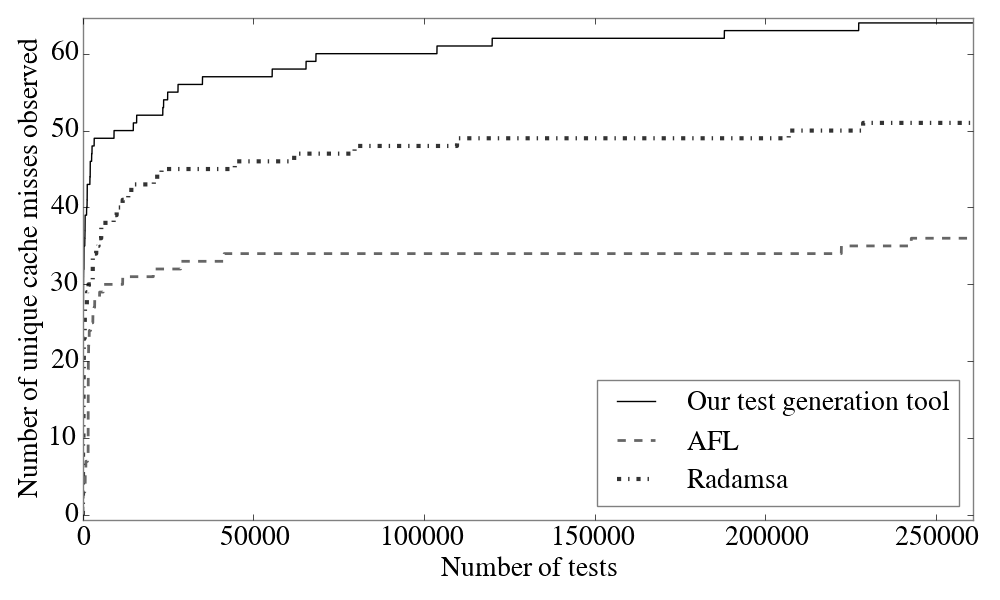 Number of unique cache misses observed
60
50
40
30
20
10
0
0 50000 100000 150000 200000 250000
Number of tests
Our test generation tool
AFL
Radamsa